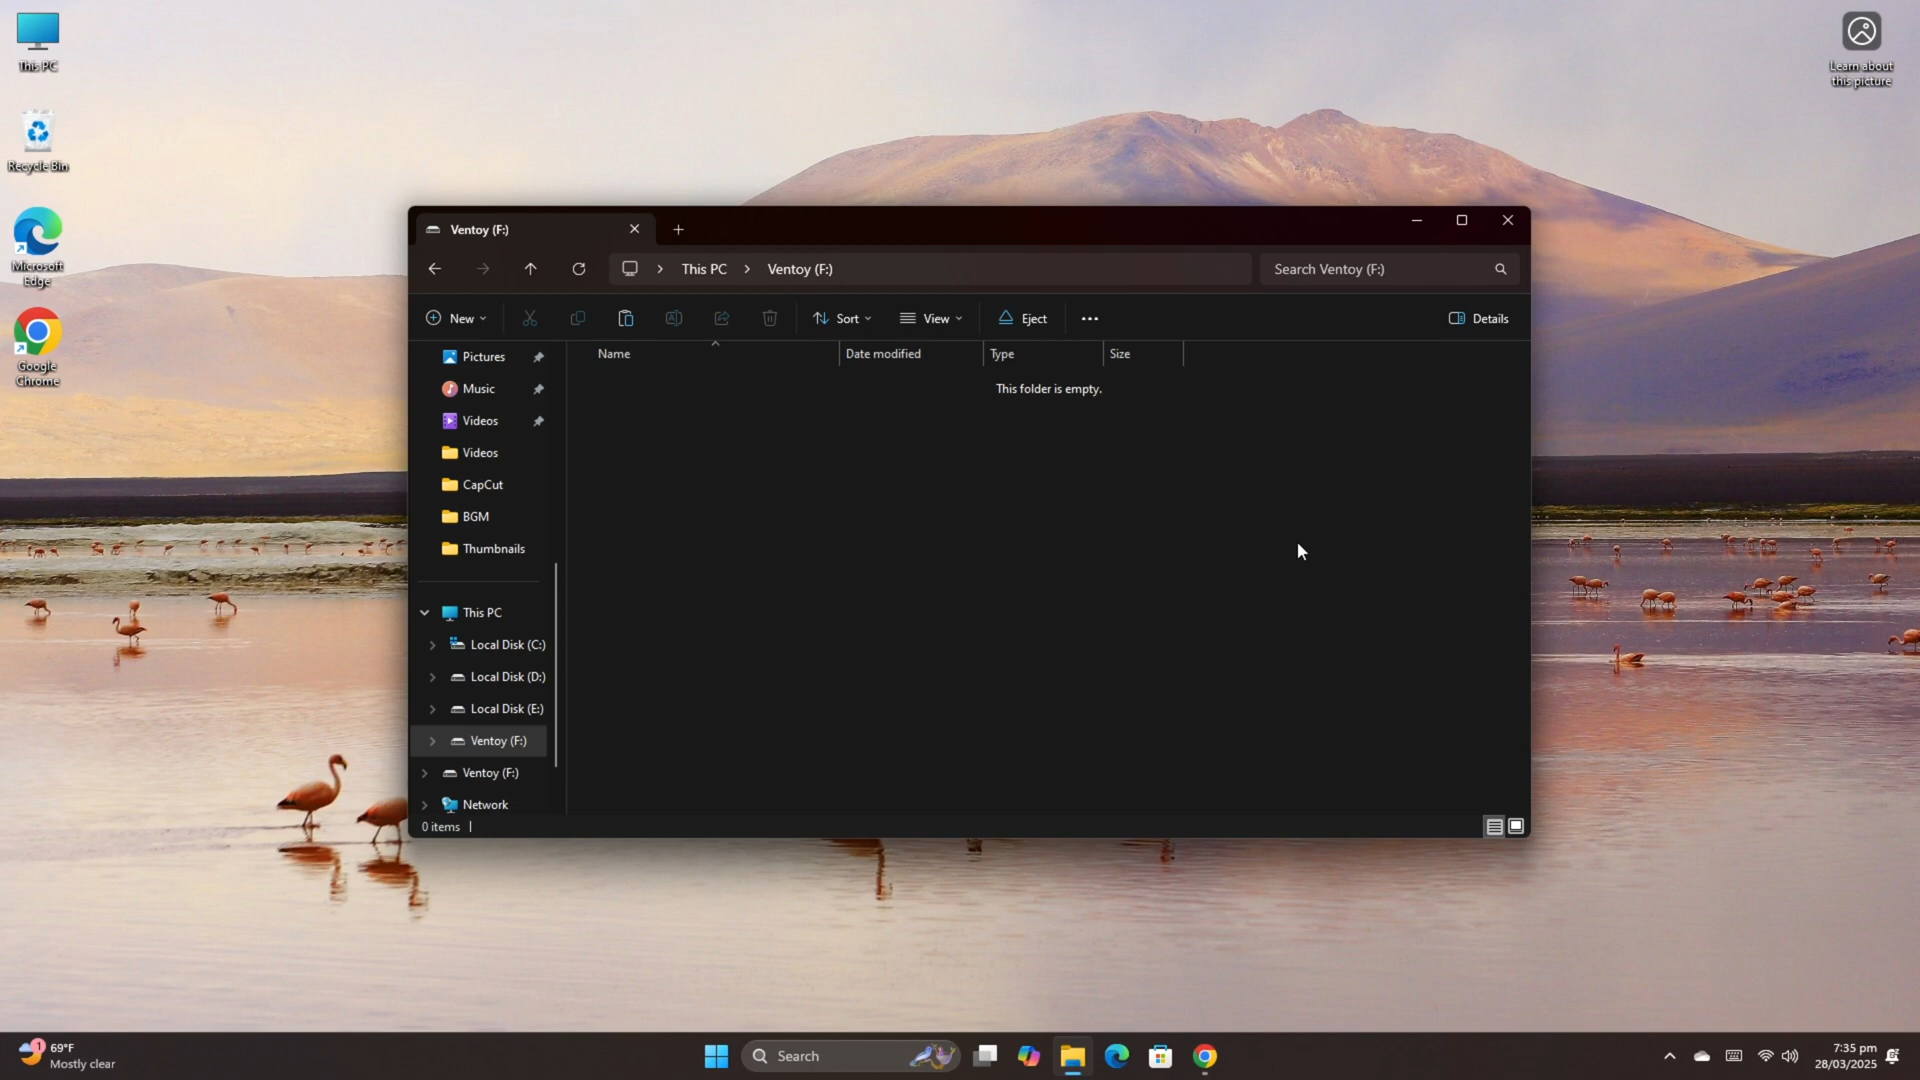 This PC
Recycle Bin
Microsoft
Edge
Google
Chrome
Learn about
this picture
Ventoy (F:)
This PC
Ventoy (F:)
Search Ventoy (F:)
New
Sort
View
Eject
Details
Pictures
Music
Videos
Videos
CapCut
BGM
Thumbnails
This PC
Local Disk (C:)
Local Disk (D:)
Local Disk (E:)
Ventoy (F:)
Ventoy (F:)
Network
Name
Date modified
Type
Size
This folder is empty.
0 items
1
69°F
Mostly clear
Search
7:35 pm
28/03/2025